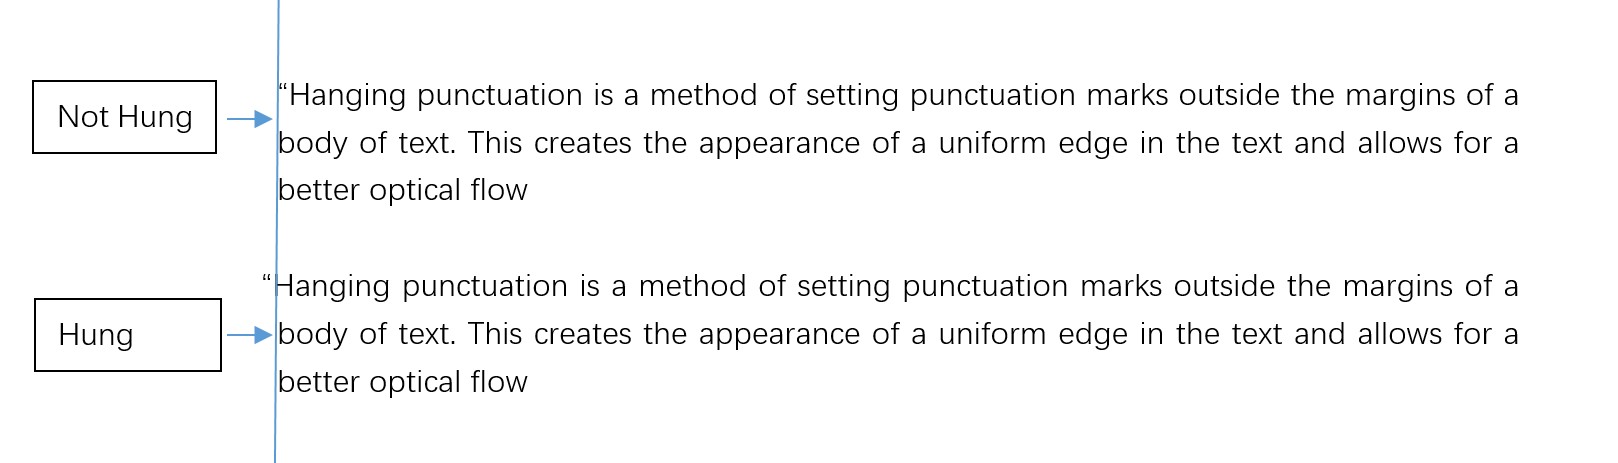 Not Hung
“Hanging punctuation is a method of setting punctuation marks outside the margins of a
body of text. This creates the appearance of a uniform edge in the text and allows for a
better optical flow
Hung
“Hanging punctuation is a method of setting punctuation marks outside the margins of a
body of text. This creates the appearance of a uniform edge in the text and allows for a
better optical flow